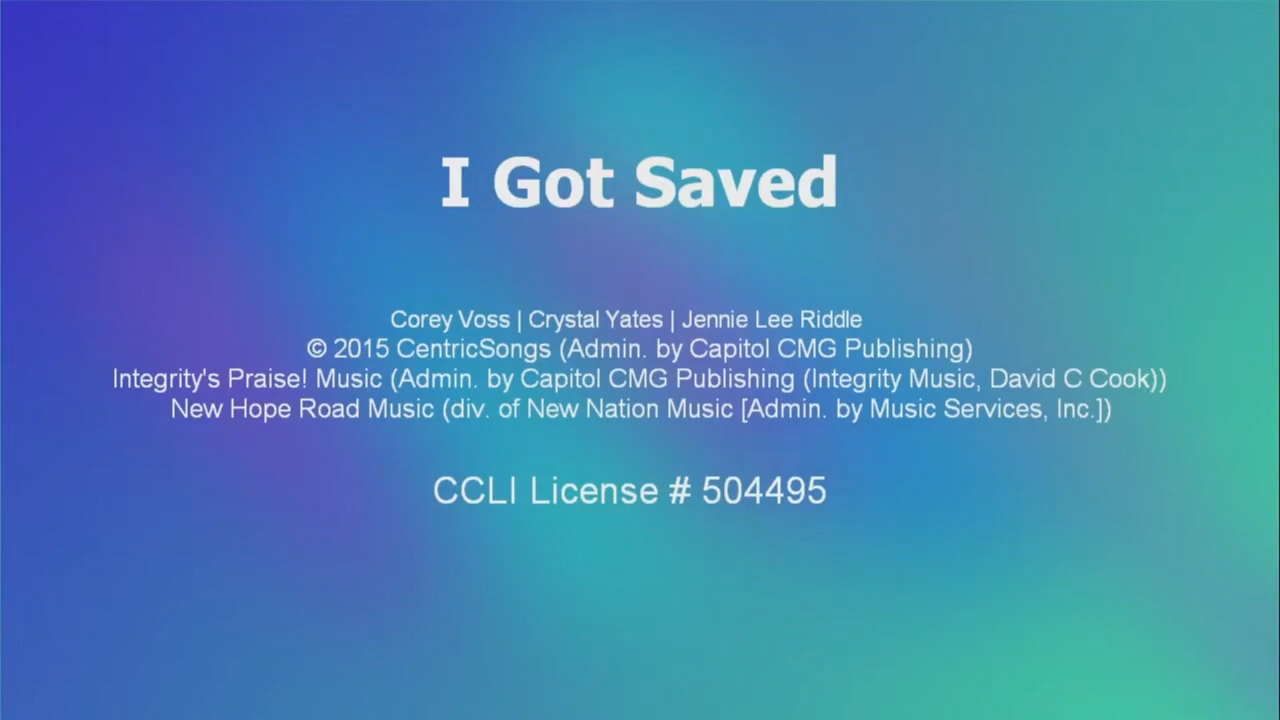 I Got Saved
Corey Voss | Crystal Yates | Jennie Lee Riddle
© 2015 CentricSongs (Admin. by Capitol CMG Publishing)
Integrity's Praise! Music (Admin. by Capitol CMG Publishing (Integrity Music, David C Cook))
New Hope Road Music (div. of New Nation Music [Admin. by Music Services, Inc.])
CCLI License # 504495